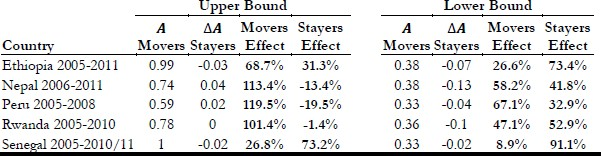 Upper Bound Lower Bound
A ΔA Movers Stayers A ΔA Movers Stayers
Country Movers Stayers Effect Effect Movers Stayers Effect Effect
Ethiopia 2005-2011 0.99 -0.03 68.7% 31.3% 0.38 -0.07 26.6% 73.4%
Nepal 2006-2011 0.74 0.04 113.4% -13.4% 0.38 -0.13 58.2% 41.8%
Peru 2005-2008 0.59 0.02 119.5% -19.5% 0.33 -0.04 67.1% 32.9%
Rwanda 2005-2010 0.78 0 101.4% -1.4% 0.36 -0.1 47.1% 52.9%
Senegal 2005-2010/11 1 -0.02 26.8% 73.2% 0.33 -0.02 8.9% 91.1%